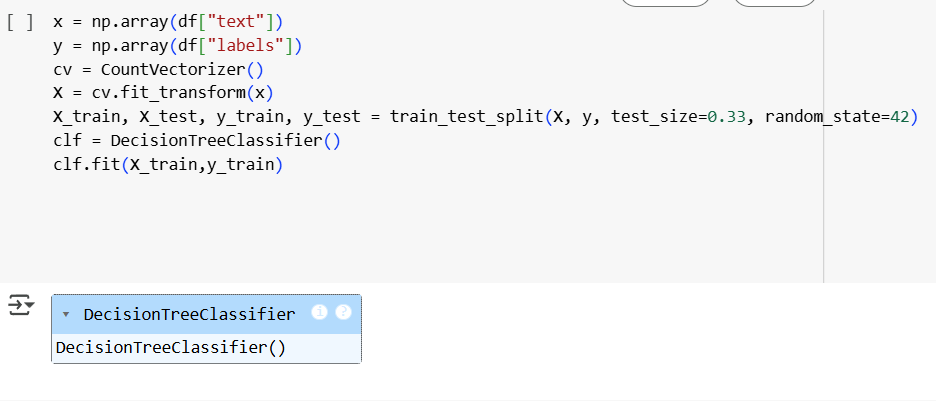 [ ] x = np.array(df["text"])
y = np.array(df["labels"])
cv = CountVectorizer()
X = cv.fit_transform(x)
X_train, X_test, y_train, y_test = train_test_split(X, y, test_size=0.33, random_state=42)
clf = DecisionTreeClassifier()
clf.fit(X_train,y_train)
▾ DecisionTreeClassifier i ?
DecisionTreeClassifier()